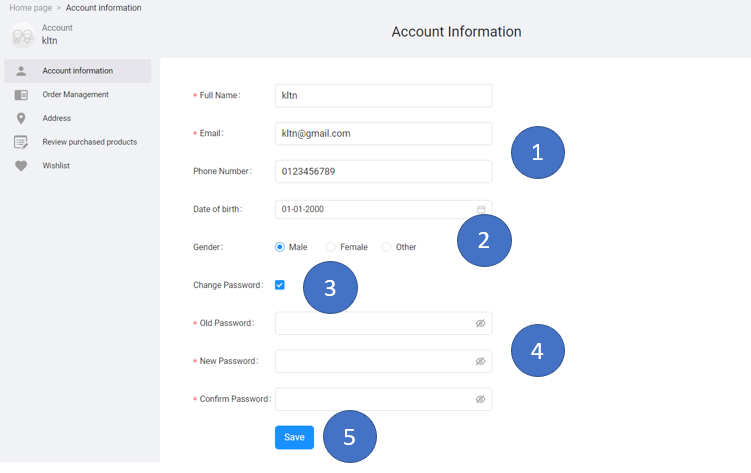 Home page > Account information
Account
kltn
Account Information
Account information
Order Management
Address
Review purchased products
Wishlist
* Full Name: kltn
* Email: kltn@gmail.com
1
Phone Number: 0123456789
Date of birth: 01-01-2000
2
Gender: Male Female Other
Change Password:
3
* Old Password:
4
* New Password:
* Confirm Password:
Save
5